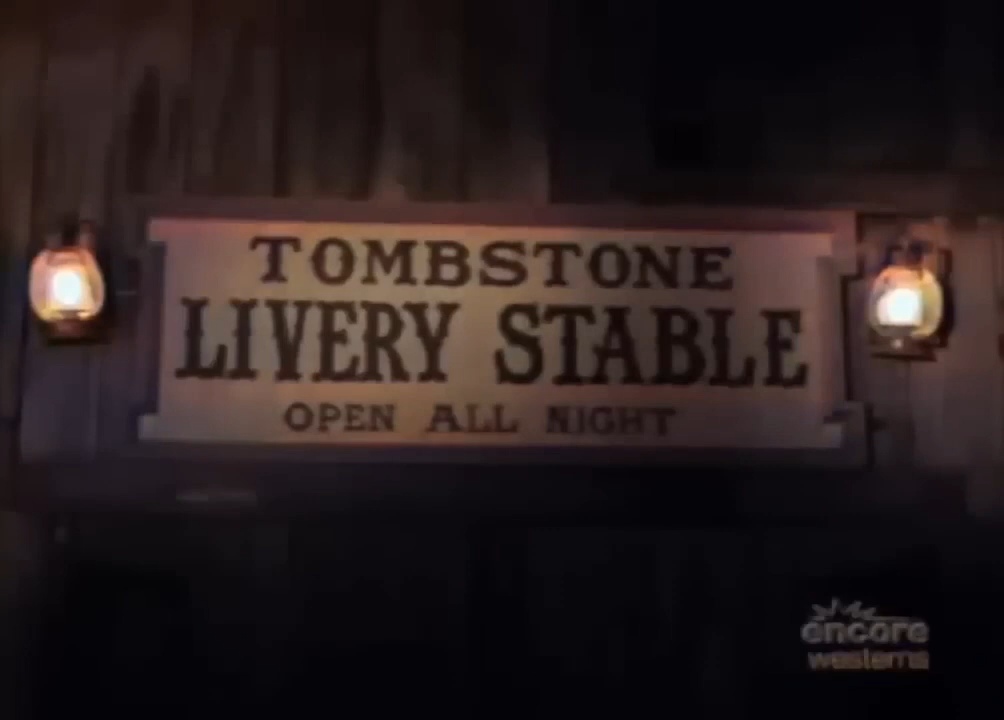 TOMBSTONE
LIVERY STABLE
OPEN ALL NIGHT
encore
westerns